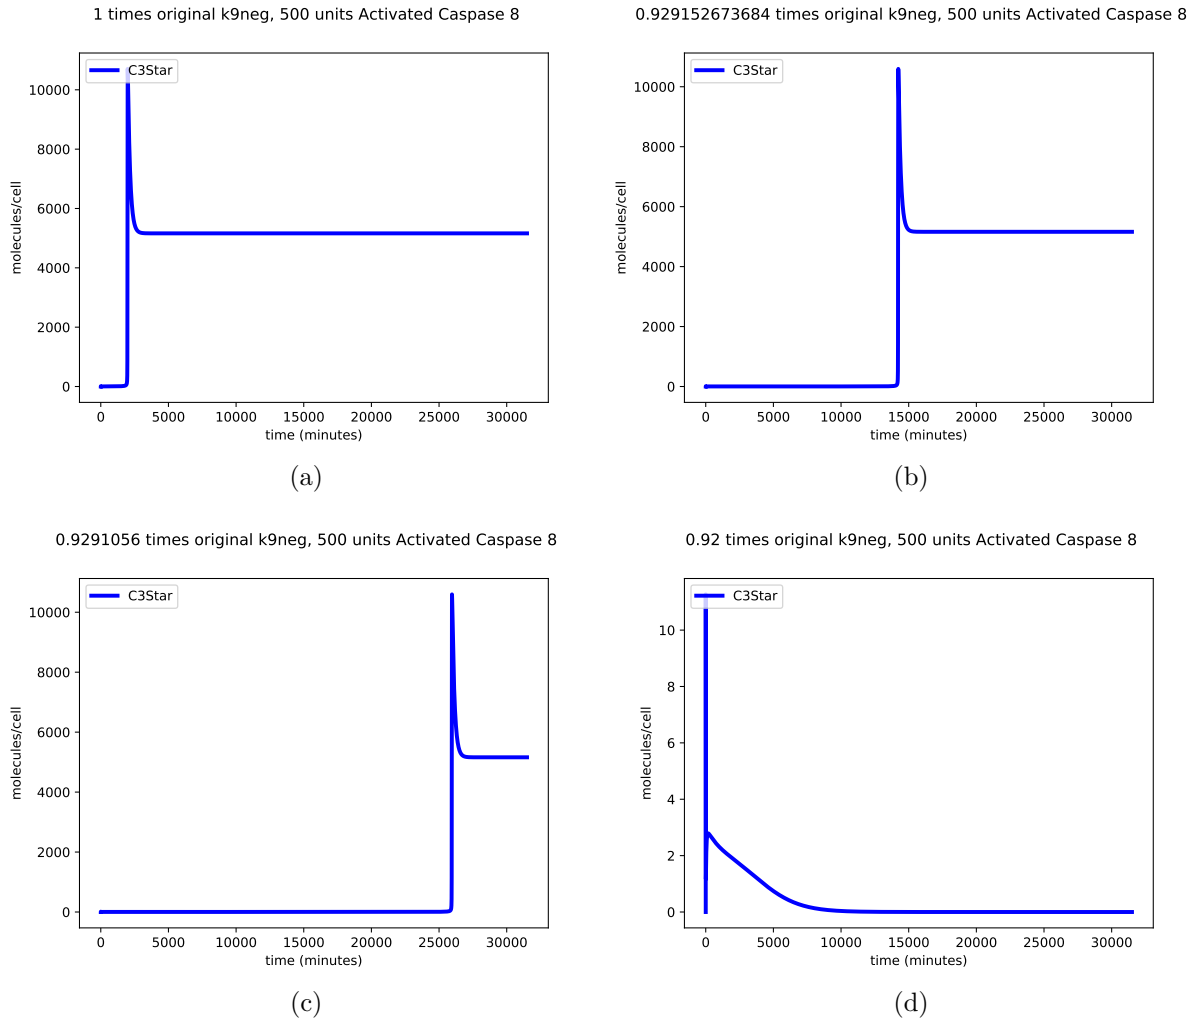 1 times original k9neg, 500 units Activated Caspase 8
C3Star
10000
8000
6000
4000
2000
0
molecules/cell
0 5000 10000 15000 20000 25000 30000
time (minutes)
(a)
0.929152673684 times original k9neg, 500 units Activated Caspase 8
C3Star
10000
8000
6000
4000
2000
0
molecules/cell
0 5000 10000 15000 20000 25000 30000
time (minutes)
(b)
0.9291056 times original k9neg, 500 units Activated Caspase 8
C3Star
10000
8000
6000
4000
2000
0
molecules/cell
0 5000 10000 15000 20000 25000 30000
time (minutes)
(c)
0.92 times original k9neg, 500 units Activated Caspase 8
C3Star
10
8
6
4
2
0
molecules/cell
0 5000 10000 15000 20000 25000 30000
time (minutes)
(d)